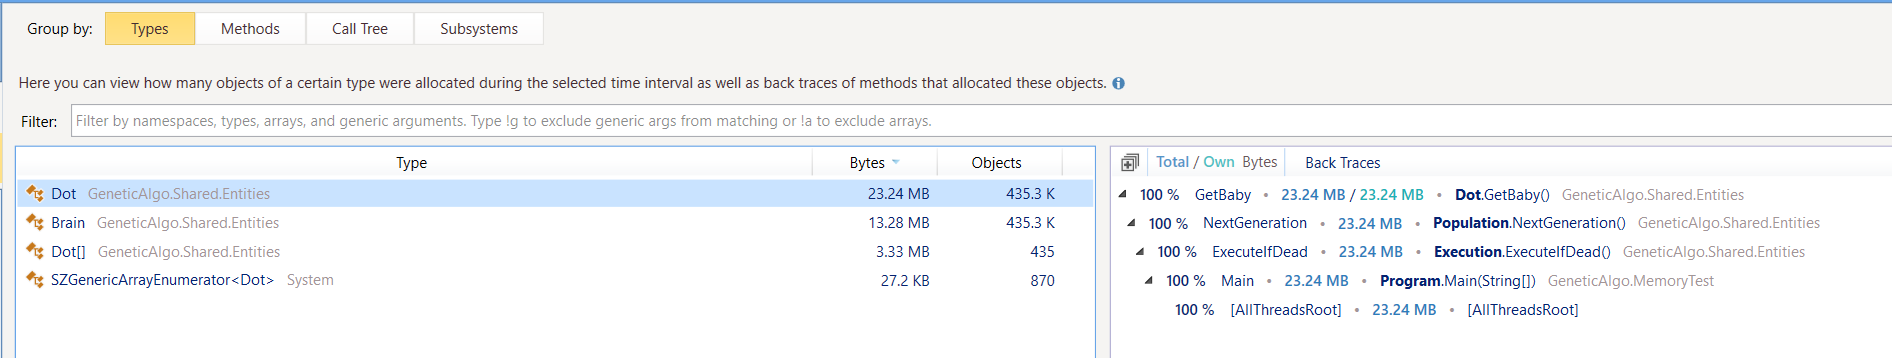 Group by: Types Methods Call Tree Subsystems
Here you can view how many objects of a certain type were allocated during the selected time interval as well as back traces of methods that allocated these objects.
Filter: Filter by namespaces, types, arrays, and generic arguments. Type !g to exclude generic args from matching or !a to exclude arrays.
Type Bytes Objects
Dot GeneticAlgo.Shared.Entities 23.24 MB 435.3 K
Brain GeneticAlgo.Shared.Entities 13.28 MB 435.3 K
Dot[] GeneticAlgo.Shared.Entities 3.33 MB 435
SZGenericArrayEnumerator<Dot> System 27.2 KB 870
Total / Own Bytes Back Traces
100 % GetBaby • 23.24 MB / 23.24 MB • Dot.GetBaby() GeneticAlgo.Shared.Entities
100 % NextGeneration • 23.24 MB • Population.NextGeneration() GeneticAlgo.Shared.Entities
100 % ExecuteIfDead • 23.24 MB • Execution.ExecuteIfDead() GeneticAlgo.Shared.Entities
100 % Main • 23.24 MB • Program.Main(String[]) GeneticAlgo.MemoryTest
100 % [AllThreadsRoot] • 23.24 MB • [AllThreadsRoot]